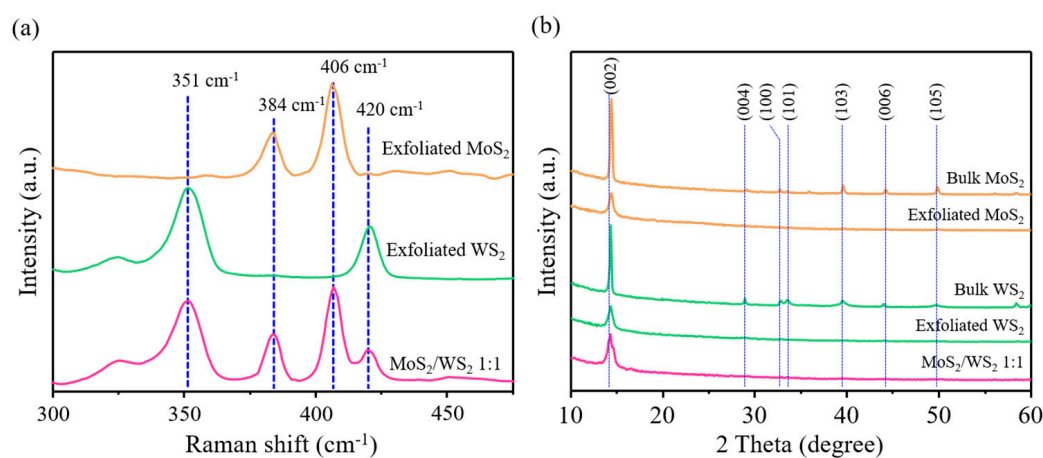 (a)
351 cm⁻¹
384 cm⁻¹
406 cm⁻¹
420 cm⁻¹
Exfoliated MoS₂
Exfoliated WS₂
MoS₂/WS₂ 1:1
Intensity (a.u.)
300 350 400 450
Raman shift (cm⁻¹)
(b)
(002)
(004)
(100)
(101)
(103)
(006)
(105)
Bulk MoS₂
Exfoliated MoS₂
Bulk WS₂
Exfoliated WS₂
MoS₂/WS₂ 1:1
Intensity (a.u.)
10 20 30 40 50 60
2 Theta (degree)